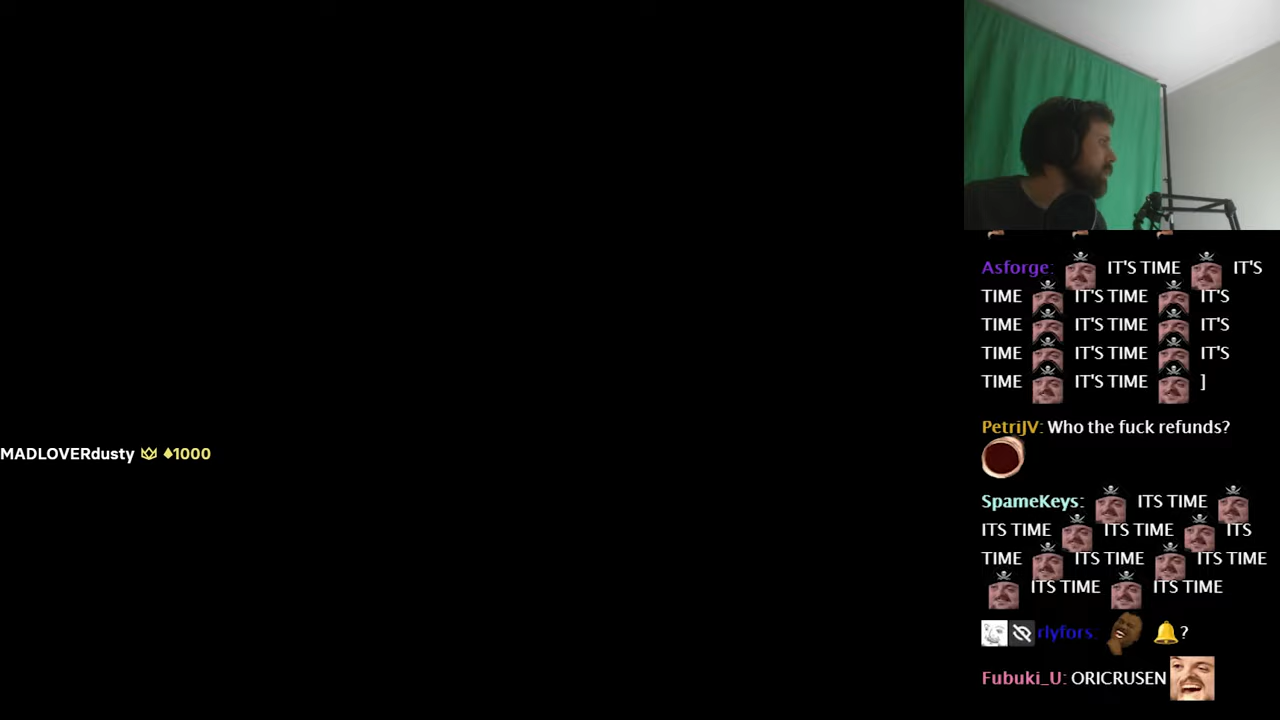 Asforge: IT'S TIME IT'S
TIME IT'S TIME IT'S
TIME IT'S TIME IT'S
TIME IT'S TIME IT'S
TIME IT'S TIME ]
PetriJV: Who the fuck refunds?
MADLOVERdusty 1000
SpameKeys: ITS TIME
ITS TIME ITS TIME ITS
TIME ITS TIME ITS TIME
ITS TIME ITS TIME
rlyfors: ?
Fubuki_U: ORICRUSEN